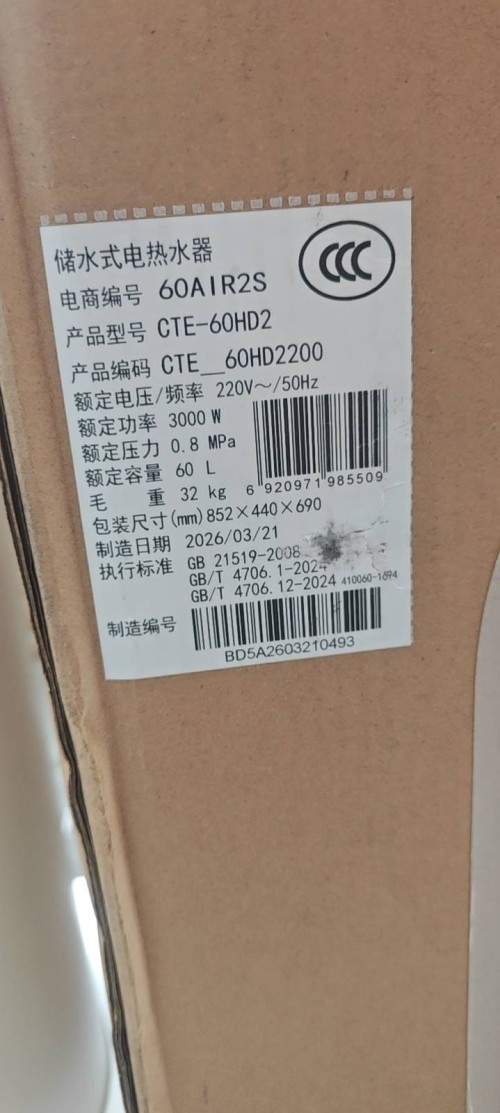 储水式电热水器
CCC
电商编号 60AIR2S
产品型号 CTE-60HD2
产品编码 CTE__60HD2200
额定电压/频率 220V～/50Hz
额定功率 3000 W
额定压力 0.8 MPa
额定容量 60 L
6 920971 985509
毛 重 32 kg
包装尺寸(mm)852×440×690
制造日期 2026/03/21
执行标准 GB 21519-2008
GB/T 4706.1-2024
GB/T 4706.12-2024 410060-1694
制造编号
BD5A2603210493